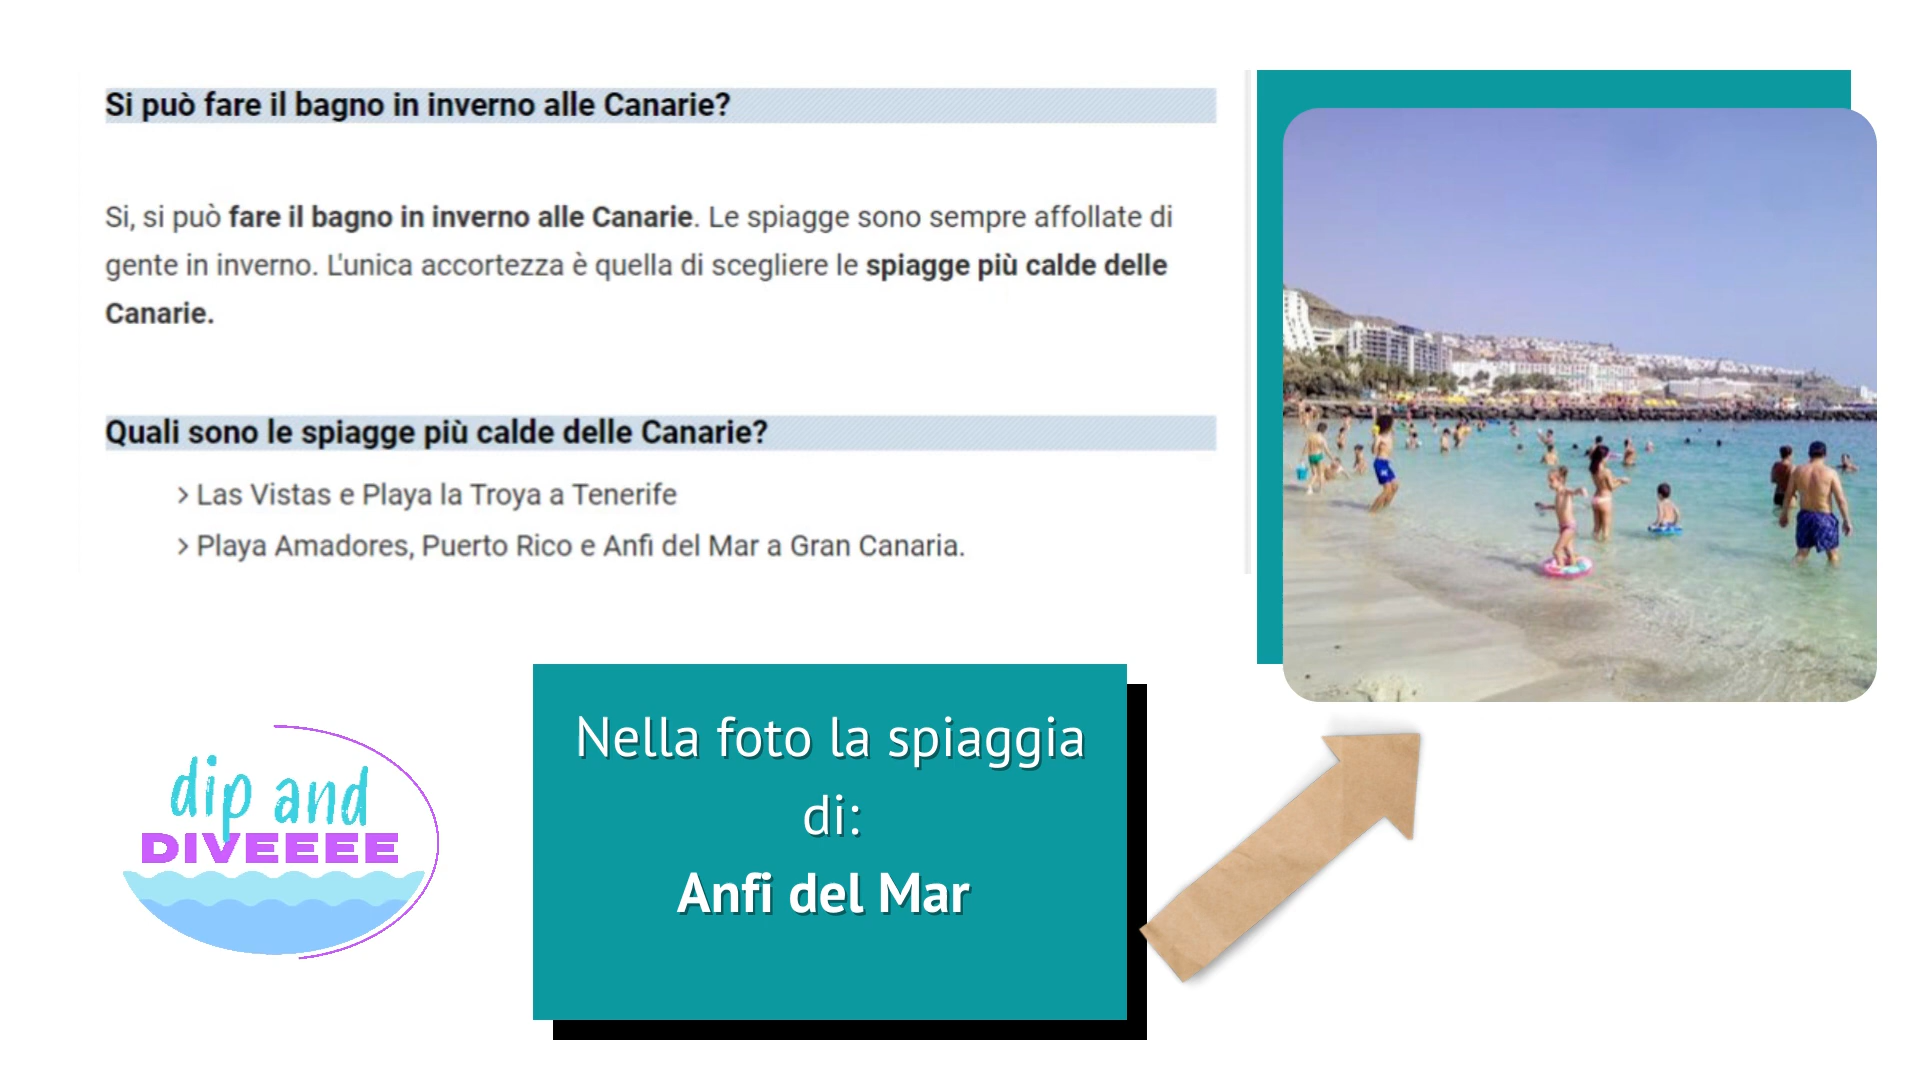 Si può fare il bagno in inverno alle Canarie?
Si, si può fare il bagno in inverno alle Canarie. Le spiagge sono sempre affollate di
gente in inverno. L'unica accortezza è quella di scegliere le spiagge più calde delle
Canarie.
Quali sono le spiagge più calde delle Canarie?
> Las Vistas e Playa la Troya a Tenerife
> Playa Amadores, Puerto Rico e Anfi del Mar a Gran Canaria.
Nella foto la spiaggia
di:
Anfi del Mar
dip and
DIVEEEE